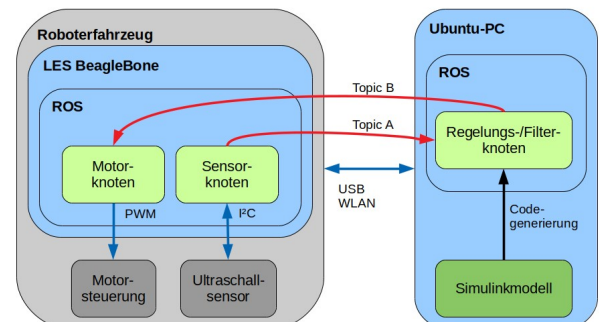 Roboterfahrzeug
LES BeagleBone
ROS
Motor-
knoten
Sensor-
knoten
PWM
I²C
Motor-
steuerung
Ultraschall-
sensor
Topic B
Topic A
USB
WLAN
Ubuntu-PC
ROS
Regelungs-/Filter-
knoten
Code-
generierung
Simulinkmodell